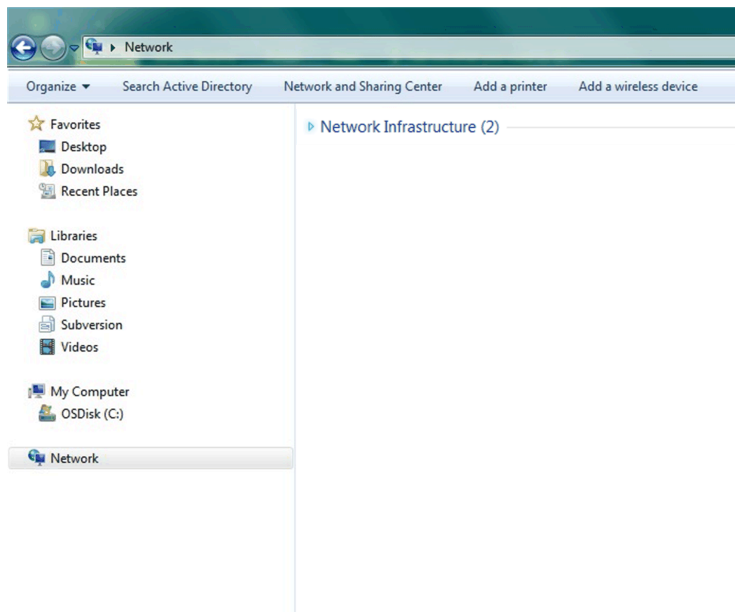 Network
Organize Search Active Directory Network and Sharing Center Add a printer Add a wireless device
Favorites
Desktop
Downloads
Recent Places
Libraries
Documents
Music
Pictures
Subversion
Videos
My Computer
OSDisk (C:)
Network
Network Infrastructure (2)